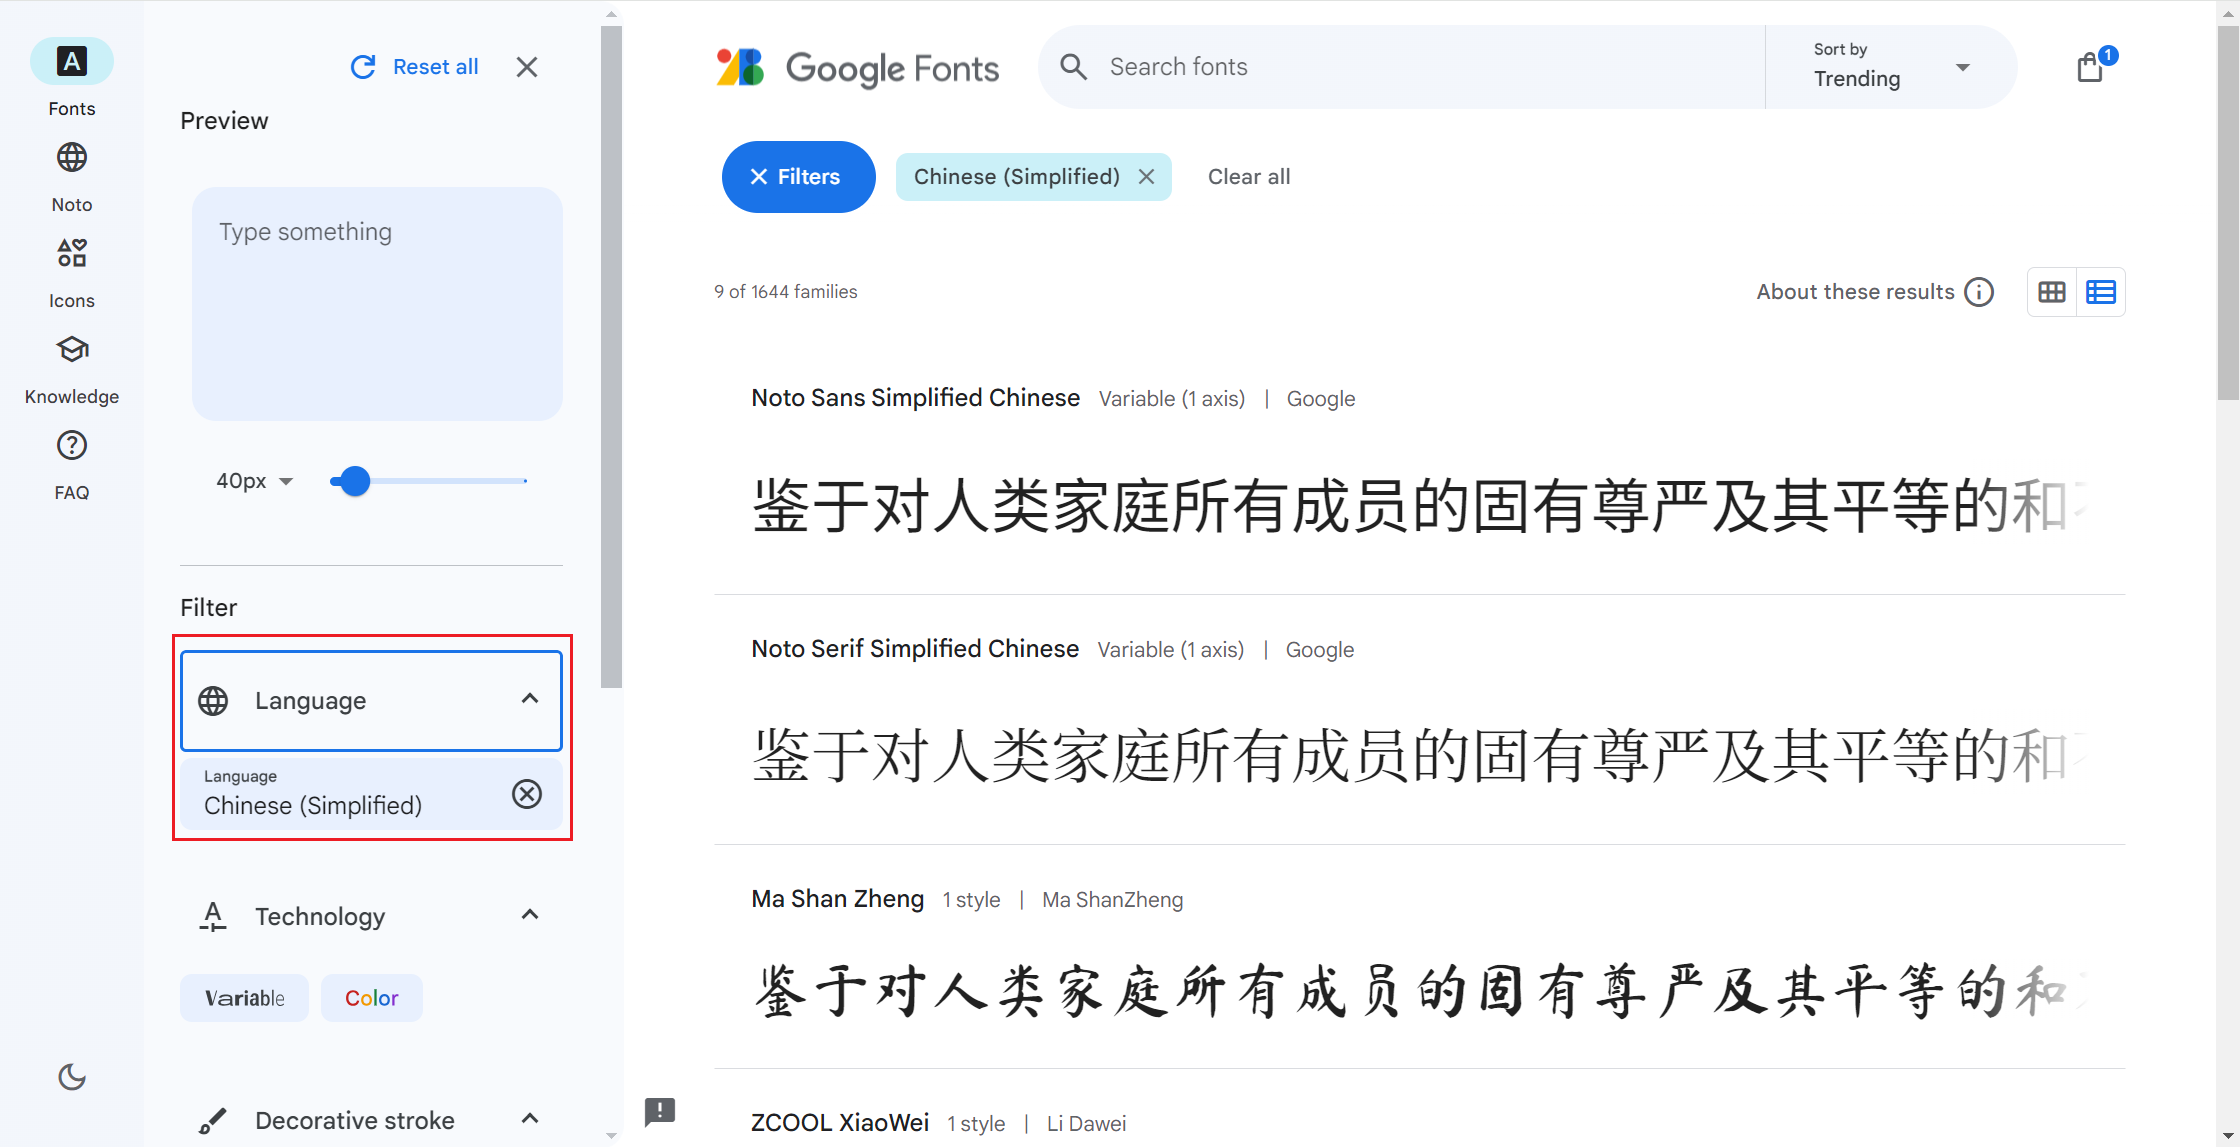 A
Fonts
Noto
Icons
Knowledge
FAQ
Reset all
Preview
Type something
40px
Filter
Language
Language
Chinese (Simplified)
Technology
Variable
Color
Decorative stroke
Google Fonts
Search fonts
Sort by
Trending
1
Filters
Chinese (Simplified)
Clear all
9 of 1644 families
About these results
Noto Sans Simplified Chinese Variable (1 axis) | Google
鉴于对人类家庭所有成员的固有尊严及其平等的和
Noto Serif Simplified Chinese Variable (1 axis) | Google
鉴于对人类家庭所有成员的固有尊严及其平等的和
Ma Shan Zheng 1 style | Ma ShanZheng
鉴于对人类家庭所有成员的固有尊严及其平等的和
ZCOOL XiaoWei 1 style | Li Dawei